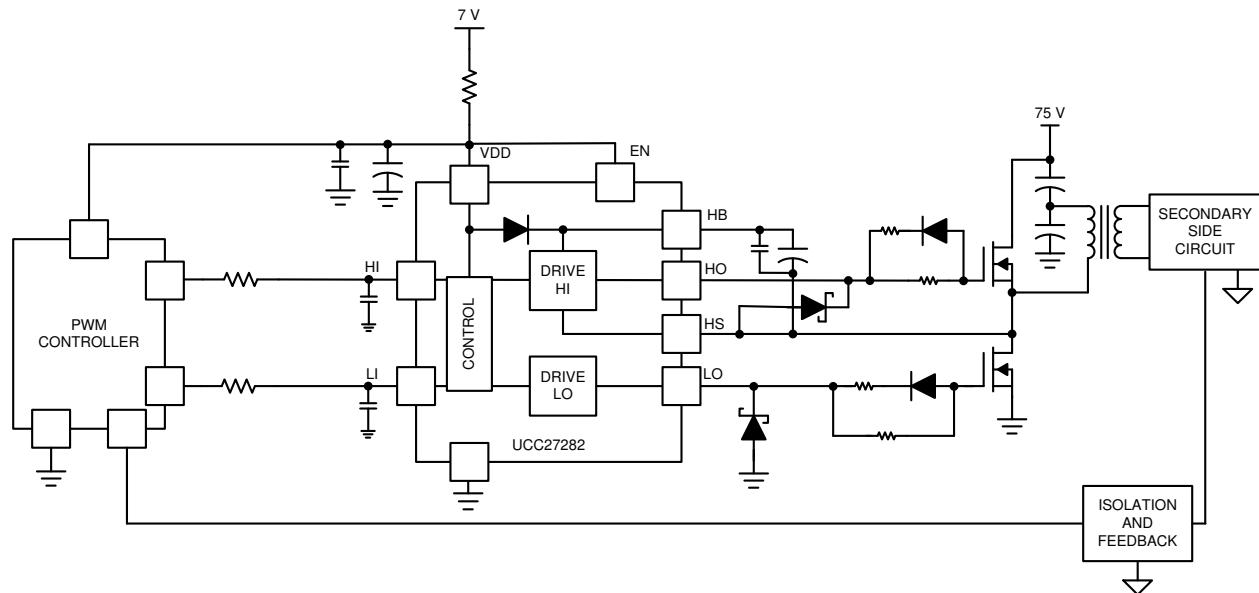 7 V
75 V
VDD
EN
HB
SECONDARY
SIDE
CIRCUIT
HI
DRIVE
HI
HO
PWM
CONTROLLER
CONTROL
HS
LI
DRIVE
LO
LO
UCC27282
ISOLATION
AND
FEEDBACK